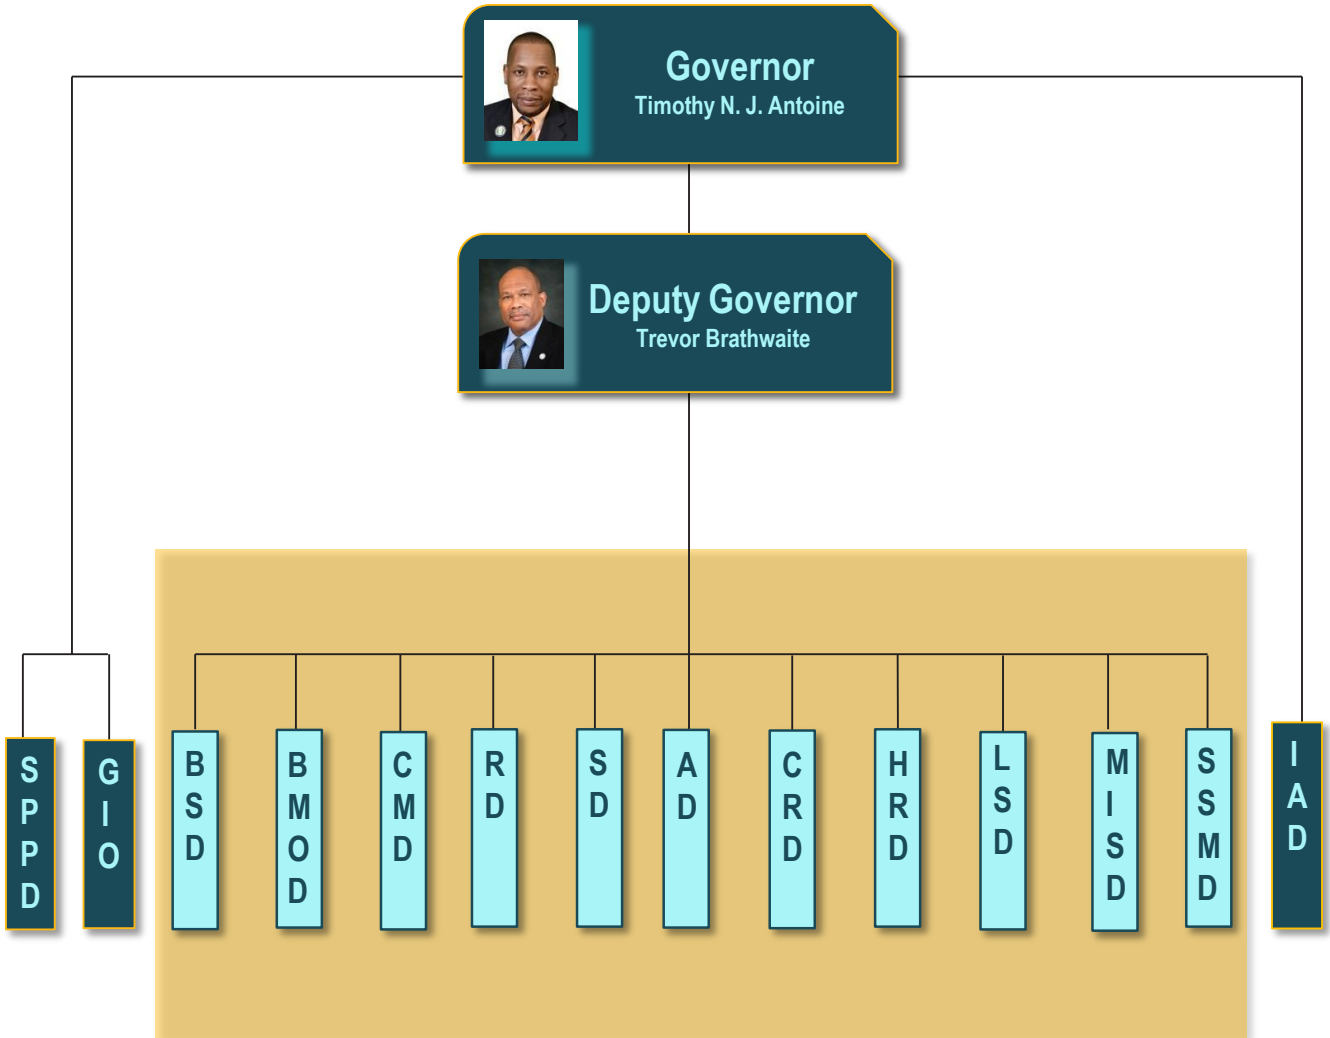 Governor
Timothy N. J. Antoine
Deputy Governor
Trevor Brathwaite
SPPD
GIO
BSD
BMOD
CMD
RD
SD
AD
CRD
HRD
LSD
MISD
SSMD
IAD